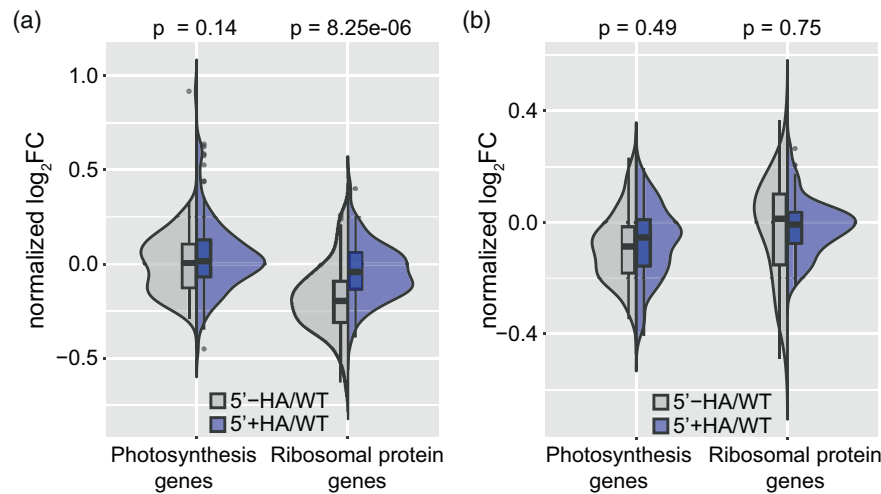 (a)
p = 0.14
p = 8.25e-06
normalized log₂FC
1.0
0.5
0.0
−0.5
5'−HA/WT
5'+HA/WT
Photosynthesis
genes
Ribosomal protein
genes
(b)
p = 0.49
p = 0.75
normalized log₂FC
0.4
0.0
−0.4
5'−HA/WT
5'+HA/WT
Photosynthesis
genes
Ribosomal protein
genes